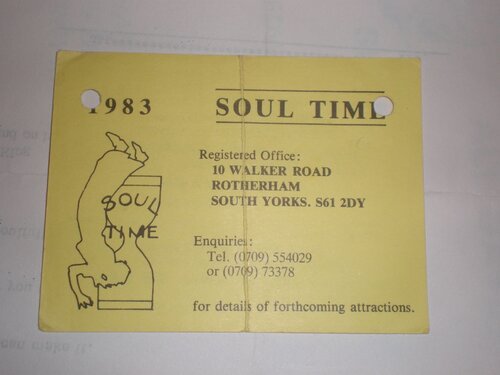 1983
SOUL TIME
Registered Office:
10 WALKER ROAD
ROTHERHAM
SOUTH YORKS. S61 2DY
SOUL
TIME
Enquiries:
Tel. (0709) 554029
or (0709) 73378
for details of forthcoming attractions.